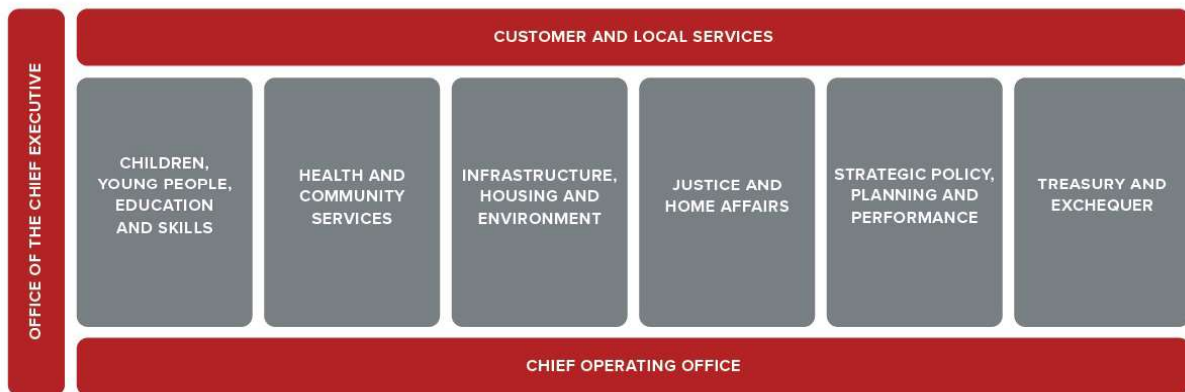 OFFICE OF THE CHIEF EXECUTIVE
CUSTOMER AND LOCAL SERVICES
CHILDREN,
YOUNG PEOPLE,
EDUCATION
AND SKILLS
HEALTH AND
COMMUNITY
SERVICES
INFRASTRUCTURE,
HOUSING AND
ENVIRONMENT
JUSTICE AND
HOME AFFAIRS
STRATEGIC POLICY,
PLANNING AND
PERFORMANCE
TREASURY AND
EXCHEQUER
CHIEF OPERATING OFFICE